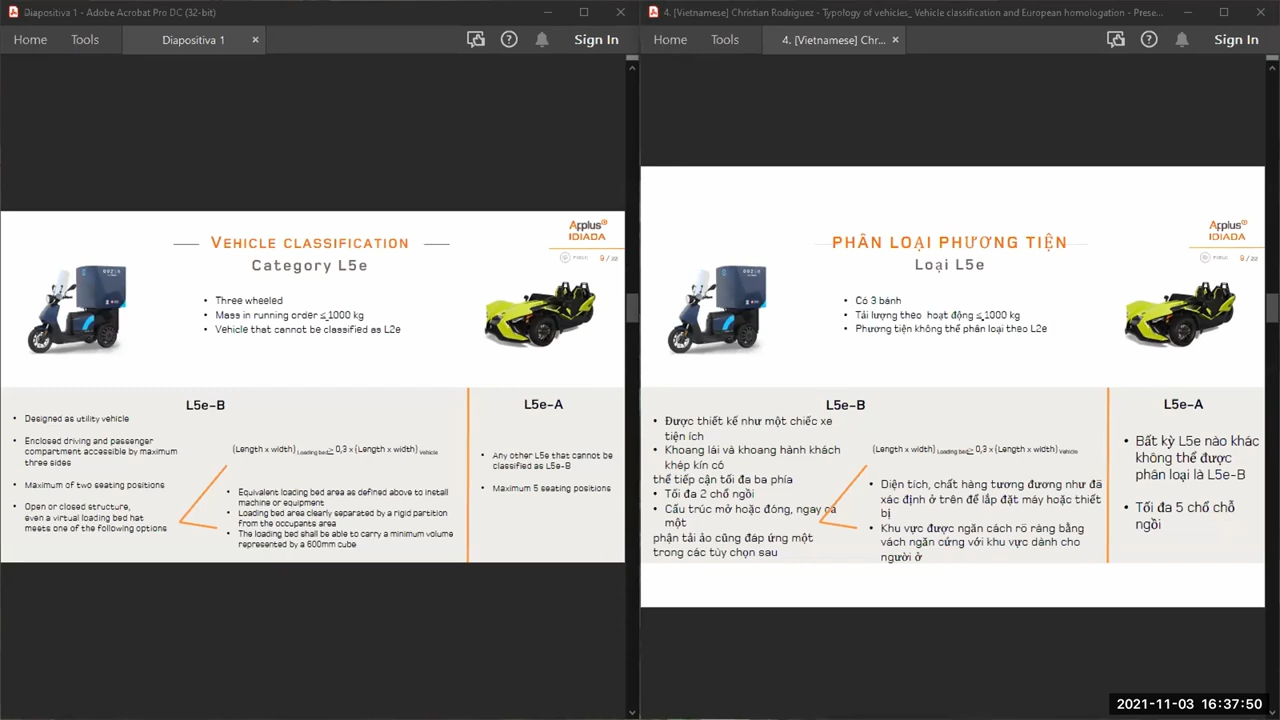 Diapositiva 1 - Adobe Acrobat Pro DC (32-bit)
Home
Tools
Diapositiva 1
Sign In
Applus
IDIADA
9 / 22
VEHICLE CLASSIFICATION
Category L5e
• Three wheeled
• Mass in running order ≤ 1000 kg
• Vehicle that cannot be classified as L2e
L5e-B
• Designed as utility vehicle
• Enclosed driving and passenger
compartment accessible by maximum
three sides
• Maximum of two seating positions
• Open or closed structure,
even a virtual loading bed hat
meets one of the following options
(Length x width) Loading bed ≥ 0,3 x (Length x width) Vehicle
• Equivalent loading bed area as defined above to install
machine or equipment
• Loading bed area clearly separated by a rigid partition
from the occupants area
• The loading bed shall be able to carry a minimum volume
represented by a 600mm cube
L5e-A
• Any other L5e that cannot be
classified as L5e-B
• Maximum 5 seating positions
4. [Vietnamese] Christian Rodriguez - Typology of vehicles_ Vehicle classification and European homologation - Prese...
Home
Tools
4. [Vietnamese] Chr...
Sign In
Applus
IDIADA
9 / 22
PHÂN LOẠI PHƯƠNG TIỆN
Loại L5e
• Có 3 bánh
• Tải lượng theo hoạt động ≤ 1000 kg
• Phương tiện không thể phân loại theo L2e
L5e-B
• Được thiết kế như một chiếc xe
tiện ích
• Khoang lái và khoang hành khách
khép kín có
thể tiếp cận tối đa ba phía
• Tối đa 2 chỗ ngồi
• Cấu trúc mở hoặc đóng, ngay cả
một
phận tải ảo cũng đáp ứng một
trong các tùy chọn sau
(Length x width) Loading bed ≥ 0,3 x (Length x width) Vehicle
• Diện tích, chất hàng tương đương như đã
xác định ở trên để lắp đặt máy hoặc thiết
bị
• Khu vực được ngăn cách rõ ràng bằng
vách ngăn cứng với khu vực dành cho
người ở
L5e-A
• Bất kỳ L5e nào khác
không thể được
phân loại là L5e-B
• Tối đa 5 chổ chỗ
ngồi
2021-11-03 16:37:50